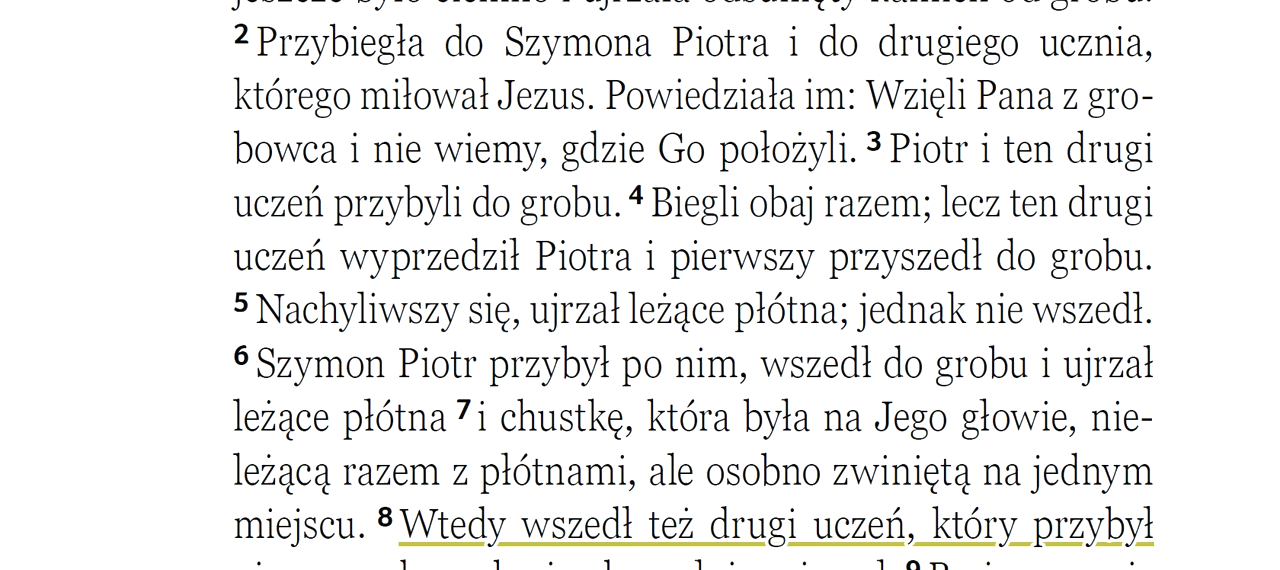 2 Przybiegła do Szymona Piotra i do drugiego ucznia,
którego miłował Jezus. Powiedziała im: Wzięli Pana z gro-
bowca i nie wiemy, gdzie Go położyli. 3 Piotr i ten drugi
uczeń przybyli do grobu. 4 Biegli obaj razem; lecz ten drugi
uczeń wyprzedził Piotra i pierwszy przyszedł do grobu.
5 Nachyliwszy się, ujrzał leżące płótna; jednak nie wszedł.
6 Szymon Piotr przybył po nim, wszedł do grobu i ujrzał
leżące płótna 7 i chustkę, która była na Jego głowie, nie-
leżącą razem z płótnami, ale osobno zwiniętą na jednym
miejscu. 8 Wtedy wszedł też drugi uczeń, który przybył